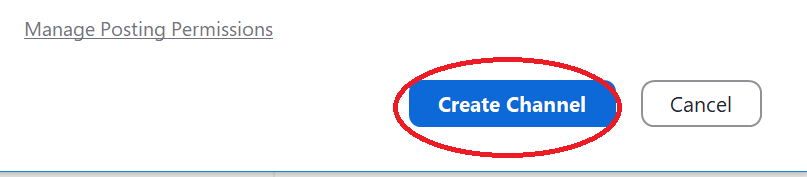 Manage Posting Permissions
Create Channel
Cancel